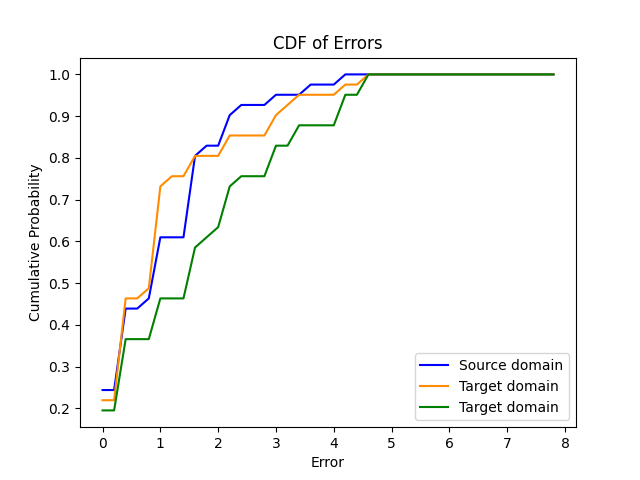 CDF of Errors
Cumulative Probability
1.0
0.9
0.8
0.7
0.6
0.5
0.4
0.3
0.2
0 1 2 3 4 5 6 7 8
Error
Source domain
Target domain
Target domain